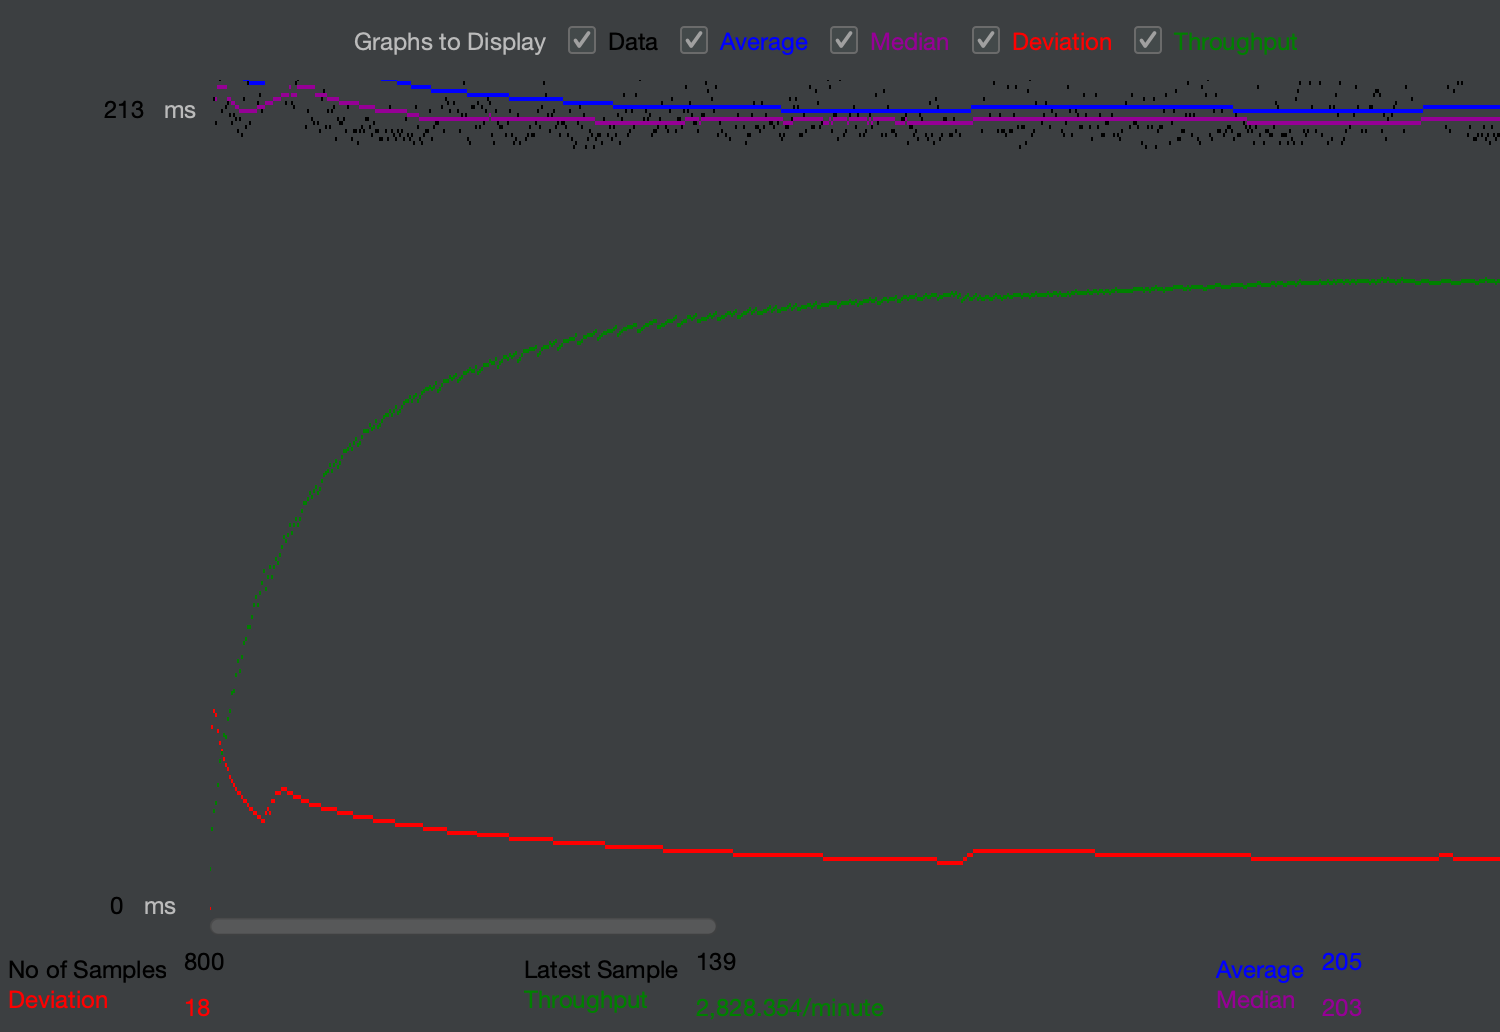 Graphs to Display Data Average Median Deviation Throughput
213 ms
0 ms
No of Samples 800 Latest Sample 139 Average 205
Deviation 18 Throughput 2,828.354/minute Median 203